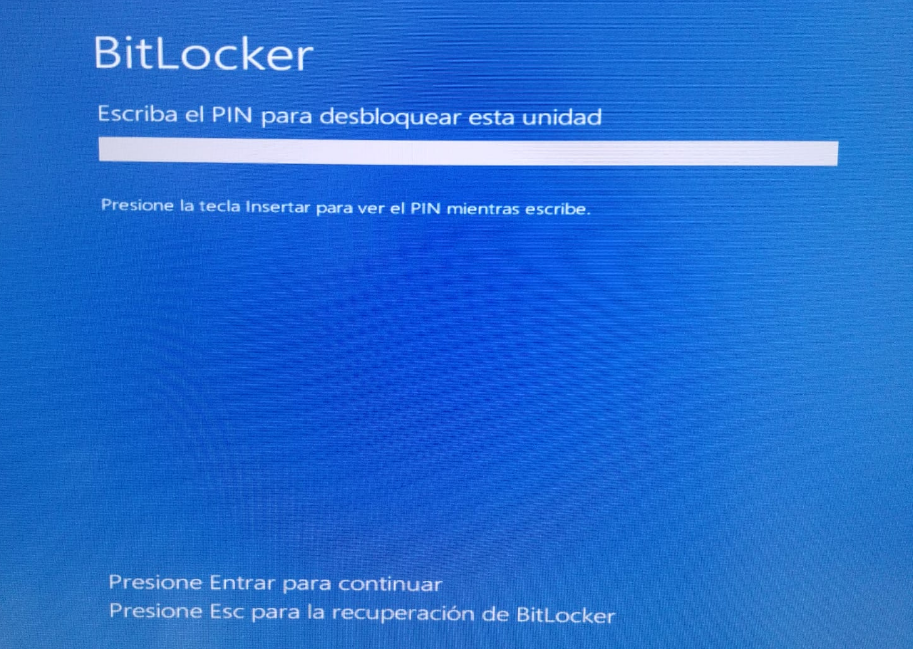 BitLocker
Escriba el PIN para desbloquear esta unidad
Presione la tecla Insertar para ver el PIN mientras escribe.
Presione Entrar para continuar
Presione Esc para la recuperación de BitLocker